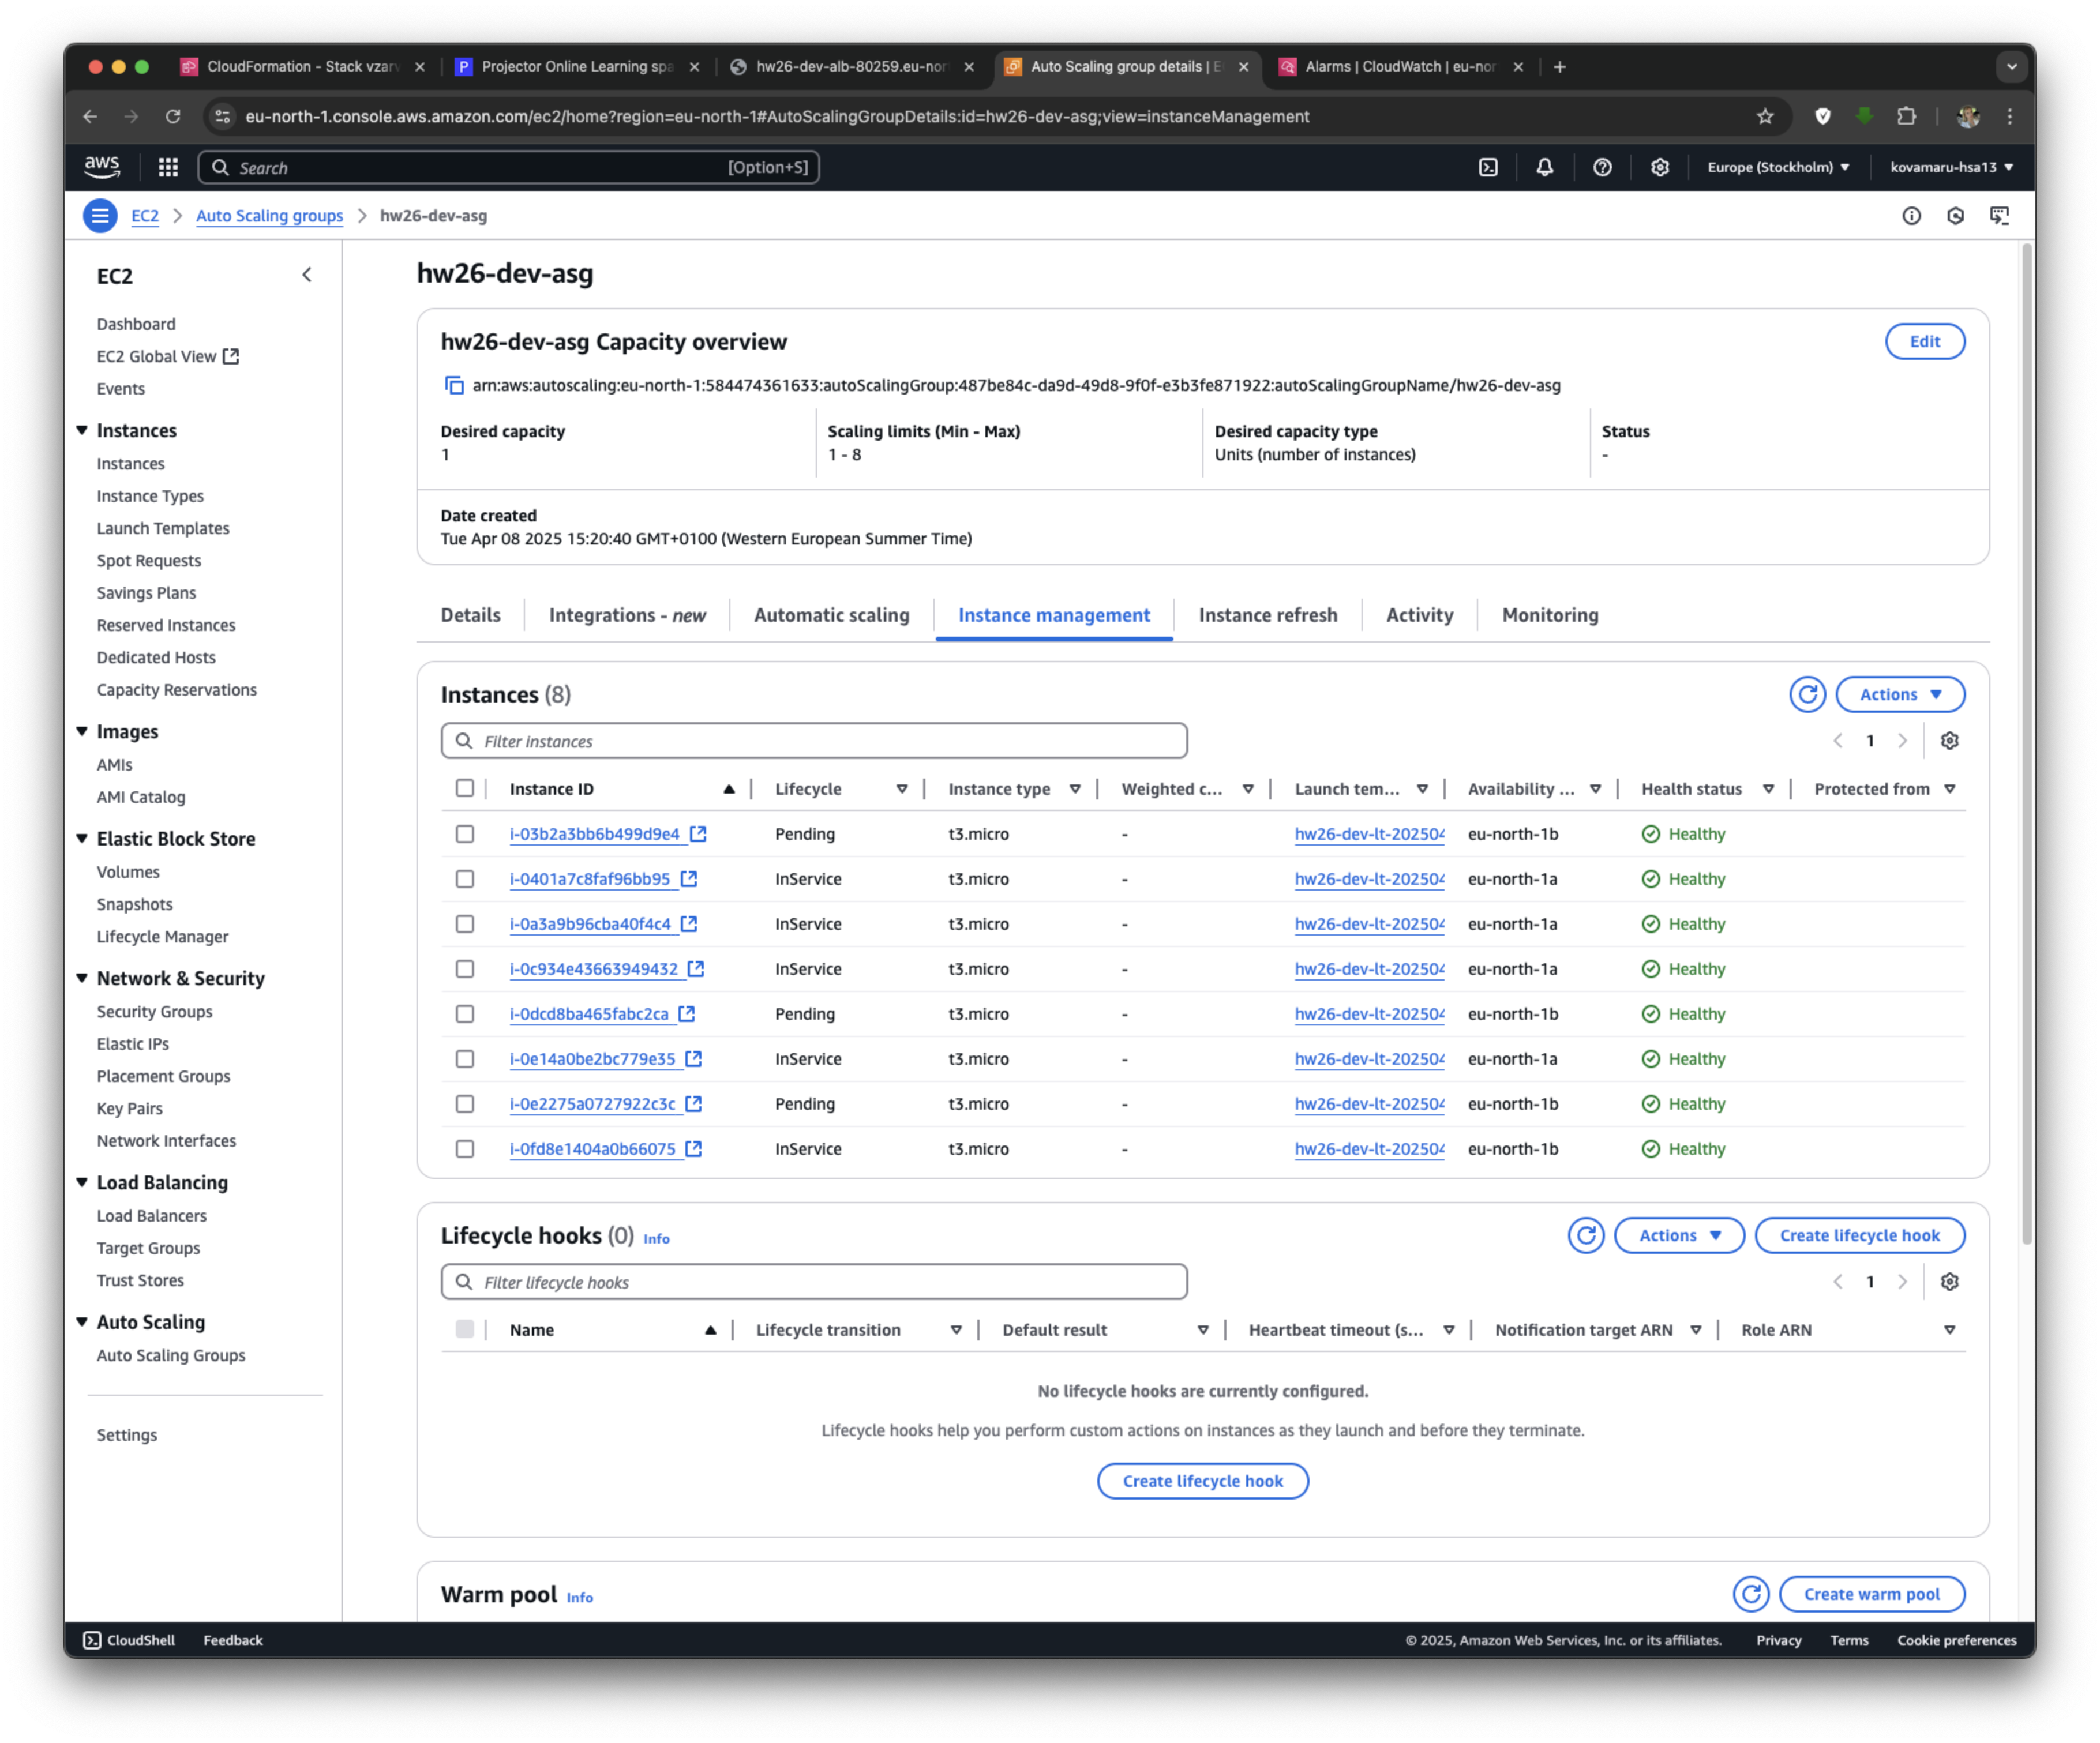 CloudFormation - Stack vzarv
Projector Online Learning spa
hw26-dev-alb-80259.eu-nor
Auto Scaling group details | E
Alarms | CloudWatch | eu-nor
eu-north-1.console.aws.amazon.com/ec2/home?region=eu-north-1#AutoScalingGroupDetails:id=hw26-dev-asg;view=instanceManagement
aws Search [Option+S] Europe (Stockholm) kovamaru-hsa13
EC2 > Auto Scaling groups > hw26-dev-asg
EC2
Dashboard
EC2 Global View
Events
Instances
Instances
Instance Types
Launch Templates
Spot Requests
Savings Plans
Reserved Instances
Dedicated Hosts
Capacity Reservations
Images
AMIs
AMI Catalog
Elastic Block Store
Volumes
Snapshots
Lifecycle Manager
Network & Security
Security Groups
Elastic IPs
Placement Groups
Key Pairs
Network Interfaces
Load Balancing
Load Balancers
Target Groups
Trust Stores
Auto Scaling
Auto Scaling Groups
Settings
hw26-dev-asg
hw26-dev-asg Capacity overview Edit
arn:aws:autoscaling:eu-north-1:584474361633:autoScalingGroup:487be84c-da9d-49d8-9f0f-e3b3fe871922:autoScalingGroupName/hw26-dev-asg
Desired capacity Scaling limits (Min - Max) Desired capacity type Status
1 1 - 8 Units (number of instances) -
Date created
Tue Apr 08 2025 15:20:40 GMT+0100 (Western European Summer Time)
Details Integrations - new Automatic scaling Instance management Instance refresh Activity Monitoring
Instances (8) Actions
Filter instances 1
Instance ID Lifecycle Instance type Weighted c... Launch tem... Availability ... Health status Protected from
i-03b2a3bb6b499d9e4 Pending t3.micro - hw26-dev-lt-202504 eu-north-1b Healthy
i-0401a7c8faf96bb95 InService t3.micro - hw26-dev-lt-202504 eu-north-1a Healthy
i-0a3a9b96cba40f4c4 InService t3.micro - hw26-dev-lt-202504 eu-north-1a Healthy
i-0c934e43663949432 InService t3.micro - hw26-dev-lt-202504 eu-north-1a Healthy
i-0dcd8ba465fabc2ca Pending t3.micro - hw26-dev-lt-202504 eu-north-1b Healthy
i-0e14a0be2bc779e35 InService t3.micro - hw26-dev-lt-202504 eu-north-1a Healthy
i-0e2275a0727922c3c Pending t3.micro - hw26-dev-lt-202504 eu-north-1b Healthy
i-0fd8e1404a0b66075 InService t3.micro - hw26-dev-lt-202504 eu-north-1b Healthy
Lifecycle hooks (0) Info Actions Create lifecycle hook
Filter lifecycle hooks 1
Name Lifecycle transition Default result Heartbeat timeout (s... Notification target ARN Role ARN
No lifecycle hooks are currently configured.
Lifecycle hooks help you perform custom actions on instances as they launch and before they terminate.
Create lifecycle hook
Warm pool Info Create warm pool
CloudShell Feedback © 2025, Amazon Web Services, Inc. or its affiliates. Privacy Terms Cookie preferences